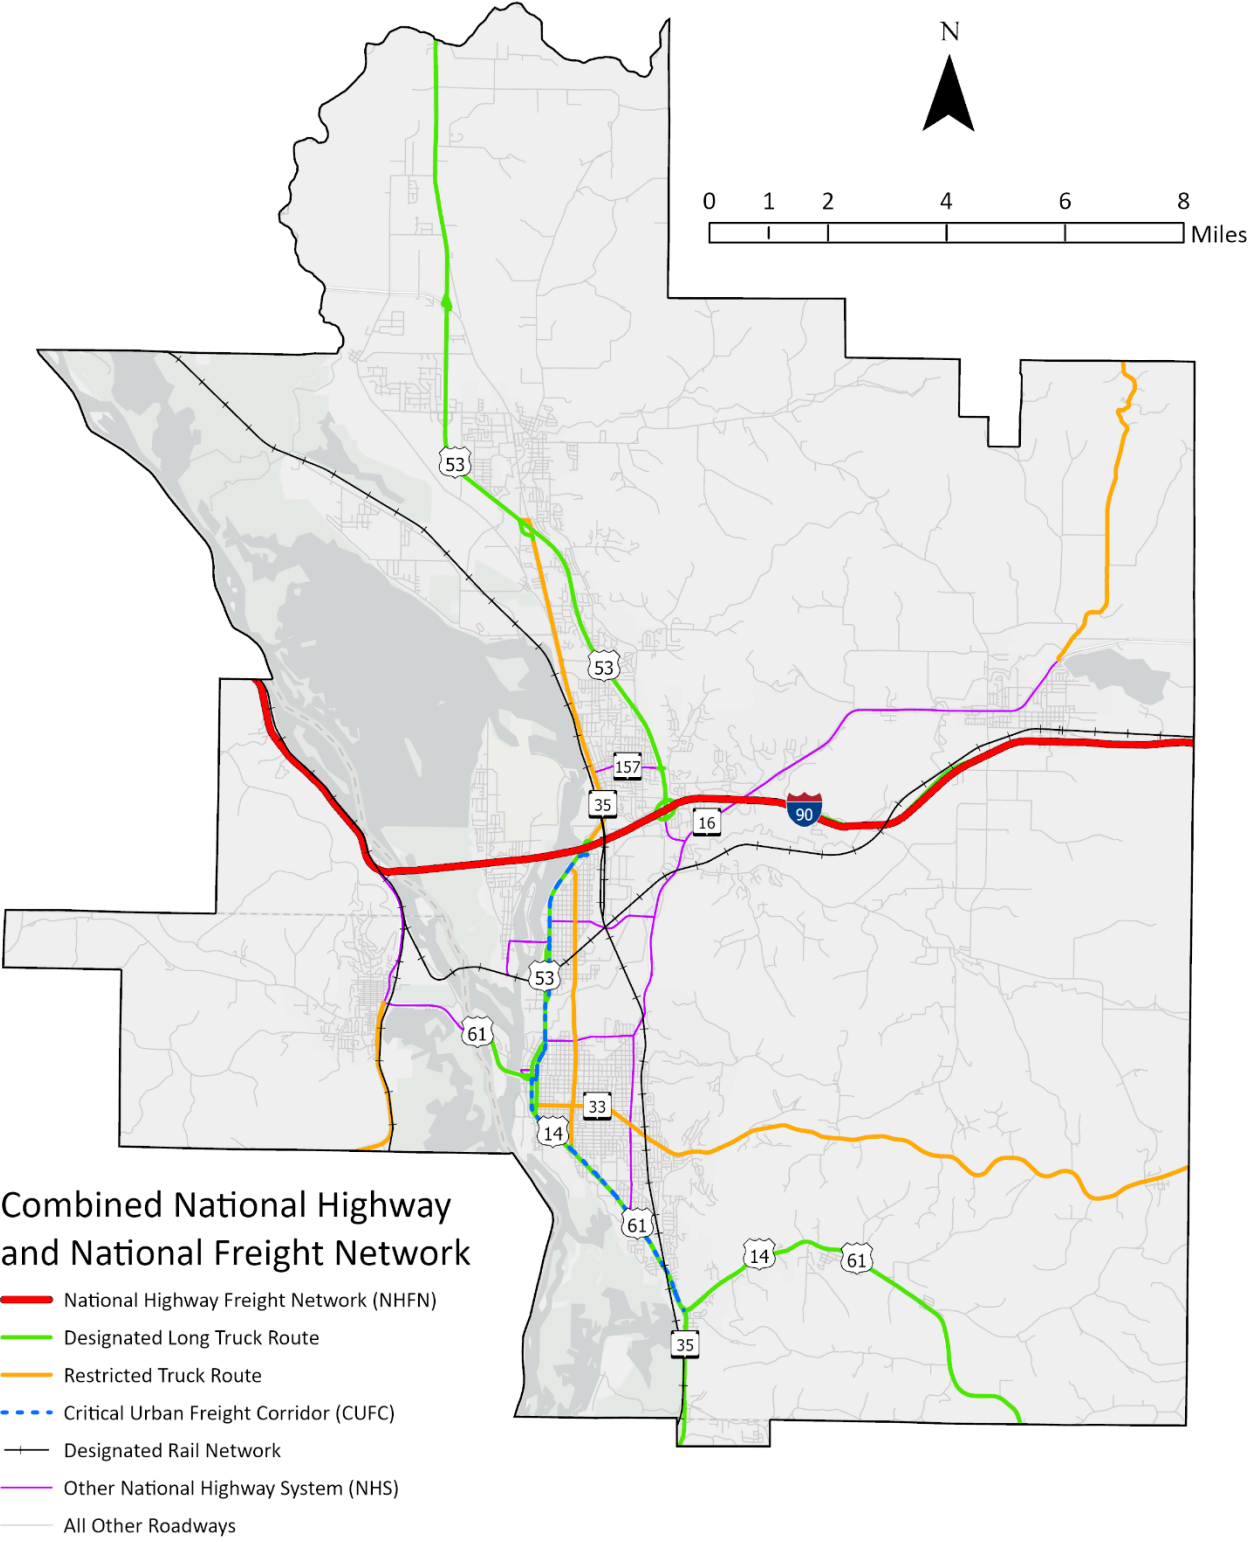 N
0 1 2 4 6 8
Miles
53
53
157
35
90
16
53
61
33
14
61
14
61
35
Combined National Highway
and National Freight Network
National Highway Freight Network (NHFN)
Designated Long Truck Route
Restricted Truck Route
Critical Urban Freight Corridor (CUFC)
Designated Rail Network
Other National Highway System (NHS)
All Other Roadways